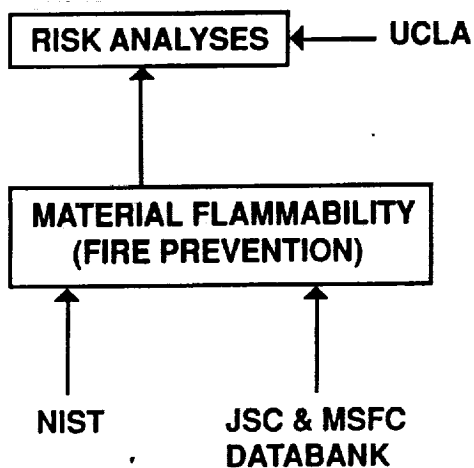 RISK ANALYSES
UCLA
MATERIAL FLAMMABILITY
(FIRE PREVENTION)
NIST
JSC & MSFC
DATABANK